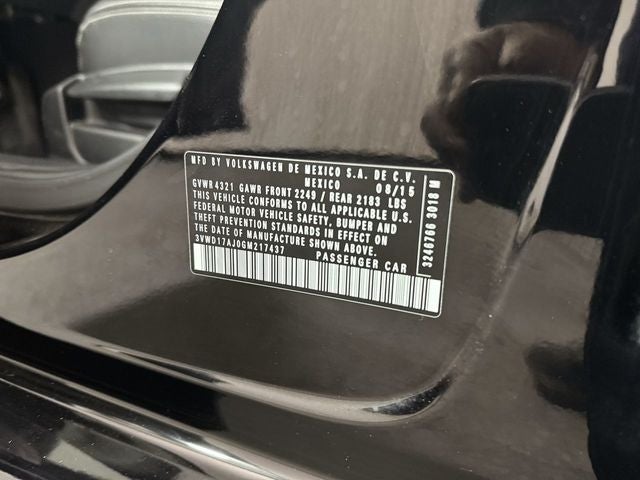 MFD BY VOLKSWAGEN DE MEXICO S.A. DE C.V.
MEXICO 08/15
GVWR 4321 GAWR FRONT 2249 / REAR 2183 LBS
THIS VEHICLE CONFORMS TO ALL APPLICABLE U.S.
FEDERAL MOTOR VEHICLE SAFETY, BUMPER AND
THEFT PREVENTION STANDARDS IN EFFECT ON
THE DATE OF MANUFACTURE SHOWN ABOVE.
3VWD17AJ0GM217437 PASSENGER CAR
3240766 3018 M